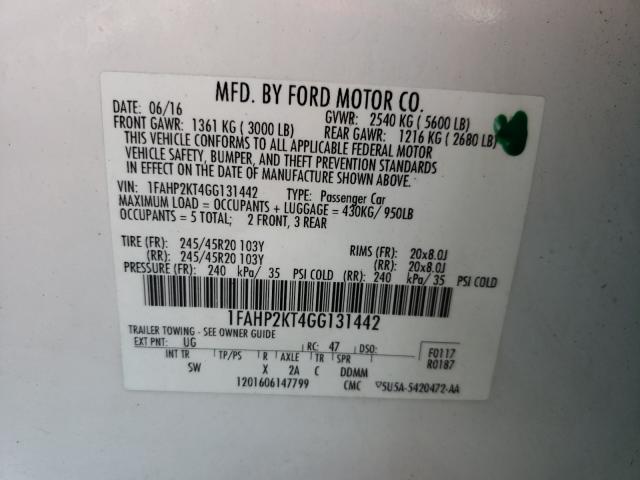 MFD. BY FORD MOTOR CO.
DATE: 06/16 GVWR: 2540 KG ( 5600 LB)
FRONT GAWR: 1361 KG ( 3000 LB) REAR GAWR: 1216 KG ( 2680 LB)
THIS VEHICLE CONFORMS TO ALL APPLICABLE FEDERAL MOTOR
VEHICLE SAFETY, BUMPER, AND THEFT PREVENTION STANDARDS
IN EFFECT ON THE DATE OF MANUFACTURE SHOWN ABOVE.
VIN: 1FAHP2KT4GG131442 TYPE: Passenger Car
MAXIMUM LOAD = OCCUPANTS + LUGGAGE = 430KG/ 950LB
OCCUPANTS = 5 TOTAL; 2 FRONT, 3 REAR
TIRE (FR): 245/45R20 103Y RIMS (FR): 20x8.0J
(RR): 245/45R20 103Y (RR): 20x8.0J
PRESSURE (FR): 240 kPa/ 35 PSI COLD (RR): 240 kPa/ 35 PSI COLD
1FAHP2KT4GG131442
TRAILER TOWING - SEE OWNER GUIDE
EXT PNT: UG RC: 47 DSO: F0117
R0187
INT TR TP/PS R AXLE TR SPR
SW X 2A C DDMM
1201606147799 CMC 5U5A-5420472-AA